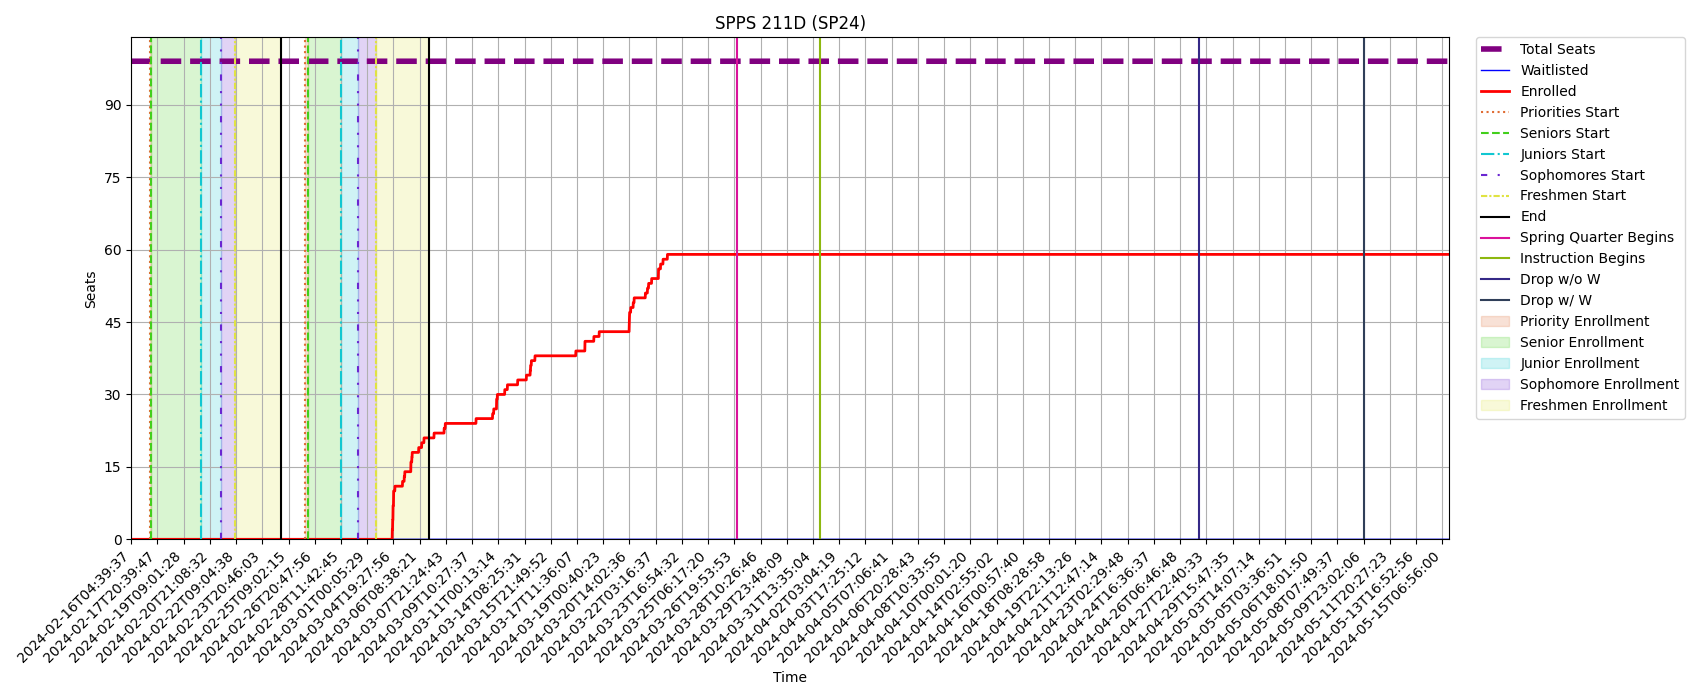 SPPS 211D (SP24)
Seats
90
75
60
45
30
15
0
2024-02-16T04:39:37
2024-02-17T20:39:47
2024-02-19T09:01:28
2024-02-20T21:08:32
2024-02-22T09:04:38
2024-02-23T20:46:03
2024-02-25T09:02:15
2024-02-26T20:47:56
2024-02-28T11:42:45
2024-03-01T00:05:29
2024-03-04T19:27:56
2024-03-06T08:38:21
2024-03-07T21:24:43
2024-03-09T10:27:37
2024-03-11T00:13:14
2024-03-14T08:25:31
2024-03-15T21:49:52
2024-03-17T11:36:07
2024-03-19T00:40:23
2024-03-20T14:02:36
2024-03-22T03:16:37
2024-03-23T16:54:32
2024-03-25T06:17:20
2024-03-26T19:53:53
2024-03-28T10:26:46
2024-03-29T23:48:09
2024-03-31T13:35:04
2024-04-02T03:04:19
2024-04-03T17:25:12
2024-04-05T07:06:41
2024-04-06T20:28:43
2024-04-08T10:33:55
2024-04-10T00:01:20
2024-04-14T02:55:02
2024-04-16T00:57:40
2024-04-18T08:28:58
2024-04-19T22:13:26
2024-04-21T12:47:14
2024-04-23T02:29:48
2024-04-24T16:36:37
2024-04-26T06:46:48
2024-04-27T22:40:33
2024-04-29T15:47:35
2024-05-03T14:07:14
2024-05-05T03:36:51
2024-05-06T18:01:50
2024-05-08T07:49:37
2024-05-09T23:02:06
2024-05-11T20:27:23
2024-05-13T16:52:56
2024-05-15T06:56:00
Time
Total Seats
Waitlisted
Enrolled
Priorities Start
Seniors Start
Juniors Start
Sophomores Start
Freshmen Start
End
Spring Quarter Begins
Instruction Begins
Drop w/o W
Drop w/ W
Priority Enrollment
Senior Enrollment
Junior Enrollment
Sophomore Enrollment
Freshmen Enrollment